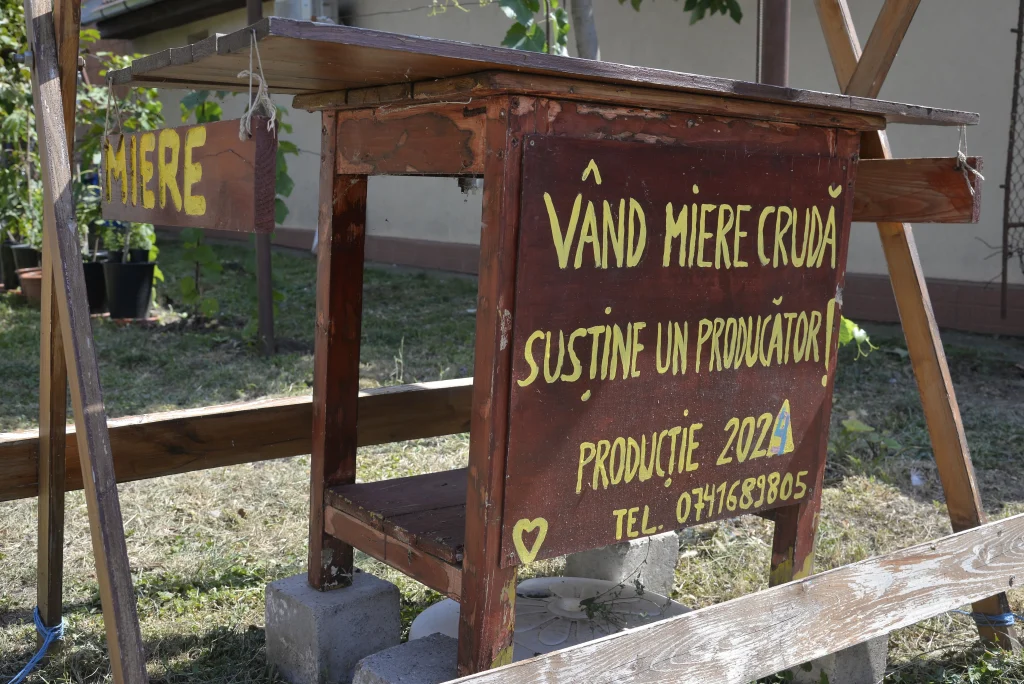 MIERE
VÂND MIERE CRUDĂ
SUSȚINE UN PRODUCĂTOR!
PRODUCȚIE 2024
TEL. 0741689805